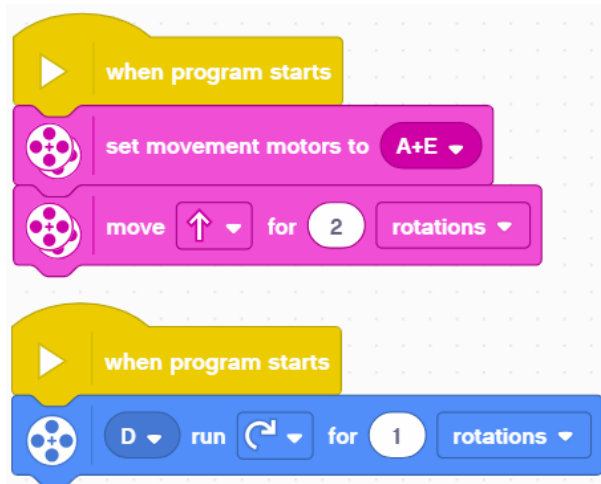 when program starts
set movement motors to A+E
move for 2 rotations
when program starts
D run for 1 rotations